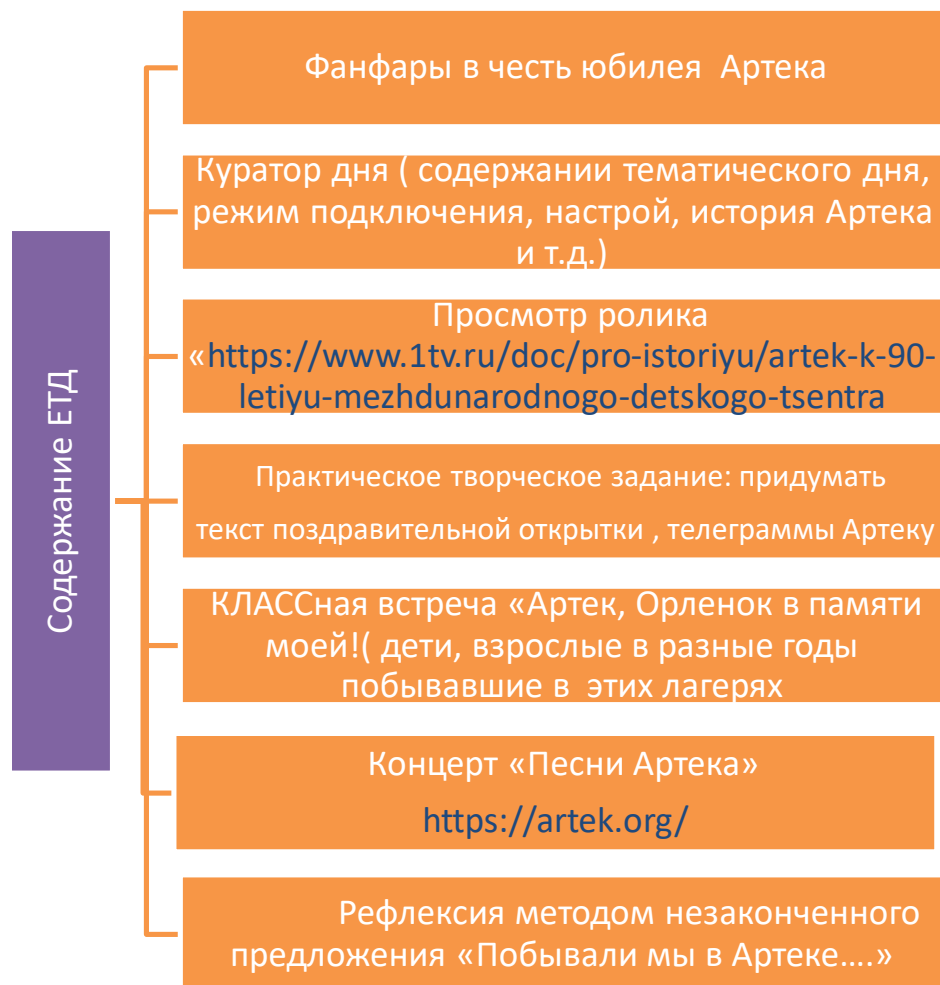 Содержание ЕТД
Фанфары в честь юбилея Артека
Куратор дня ( содержании тематического дня,
режим подключения, настрой, история Артека
и т.д.)
Просмотр ролика
«https://www.1tv.ru/doc/pro-istoriyu/artek-k-90-
letiyu-mezhdunarodnogo-detskogo-tsentra
Практическое творческое задание: придумать
текст поздравительной открытки , телеграммы Артеку
КЛАССная встреча «Артек, Орленок в памяти
моей!( дети, взрослые в разные годы
побывавшие в этих лагерях
Концерт «Песни Артека»
https://artek.org/
Рефлексия методом незаконченного
предложения «Побывали мы в Артеке….»